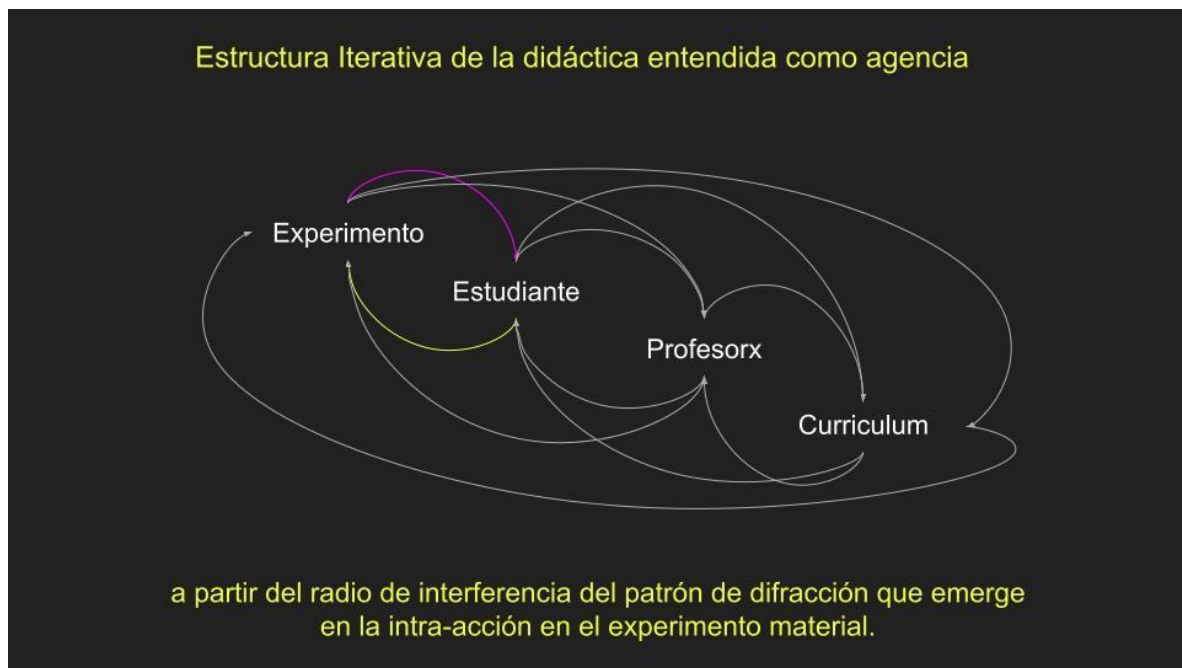 Estructura Iterativa de la didáctica entendida como agencia
Experimento
Estudiante
Profesorx
Curriculum
a partir del radio de interferencia del patrón de difracción que emerge
en la intra-acción en el experimento material.